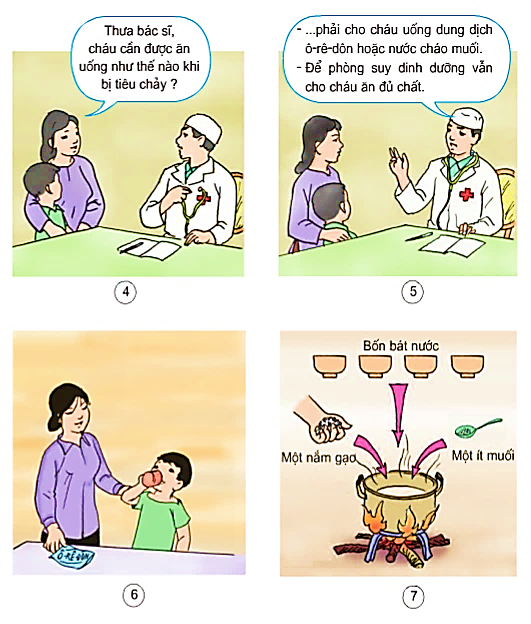 Thưa bác sĩ,
cháu cần được ăn
uống như thế nào khi
bị tiêu chảy ?
- ...phải cho cháu uống dung dịch
ô-rê-dôn hoặc nước cháo muối.
- Để phòng suy dinh dưỡng vẫn
cho cháu ăn đủ chất.
4
5
Ô-RÊ-DÔN
6
Bốn bát nước
Một nắm gạo
Một ít muối
7